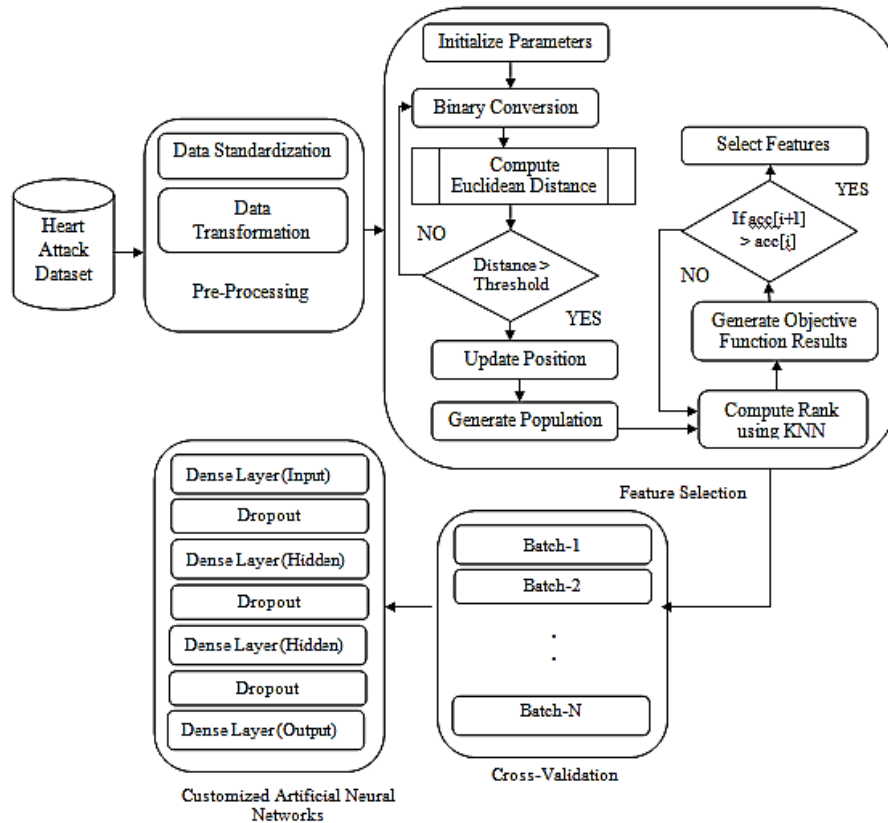 Heart
Attack
Dataset
Data Standardization
Data
Transformation
Pre-Processing
Initialize Parameters
Binary Conversion
Compute
Euclidean Distance
NO
Distance >
Threshold
YES
Update Position
Generate Population
Select Features
YES
If acc[i+1]
> acc[i]
NO
Generate Objective
Function Results
Compute Rank
using KNN
Feature Selection
Batch-1
Batch-2
.
.
Batch-N
Cross-Validation
Dense Layer(Input)
Dropout
Dense Layer(Hidden)
Dropout
Dense Layer(Hidden)
Dropout
Dense Layer(Output)
Customized Artificial Neural
Networks